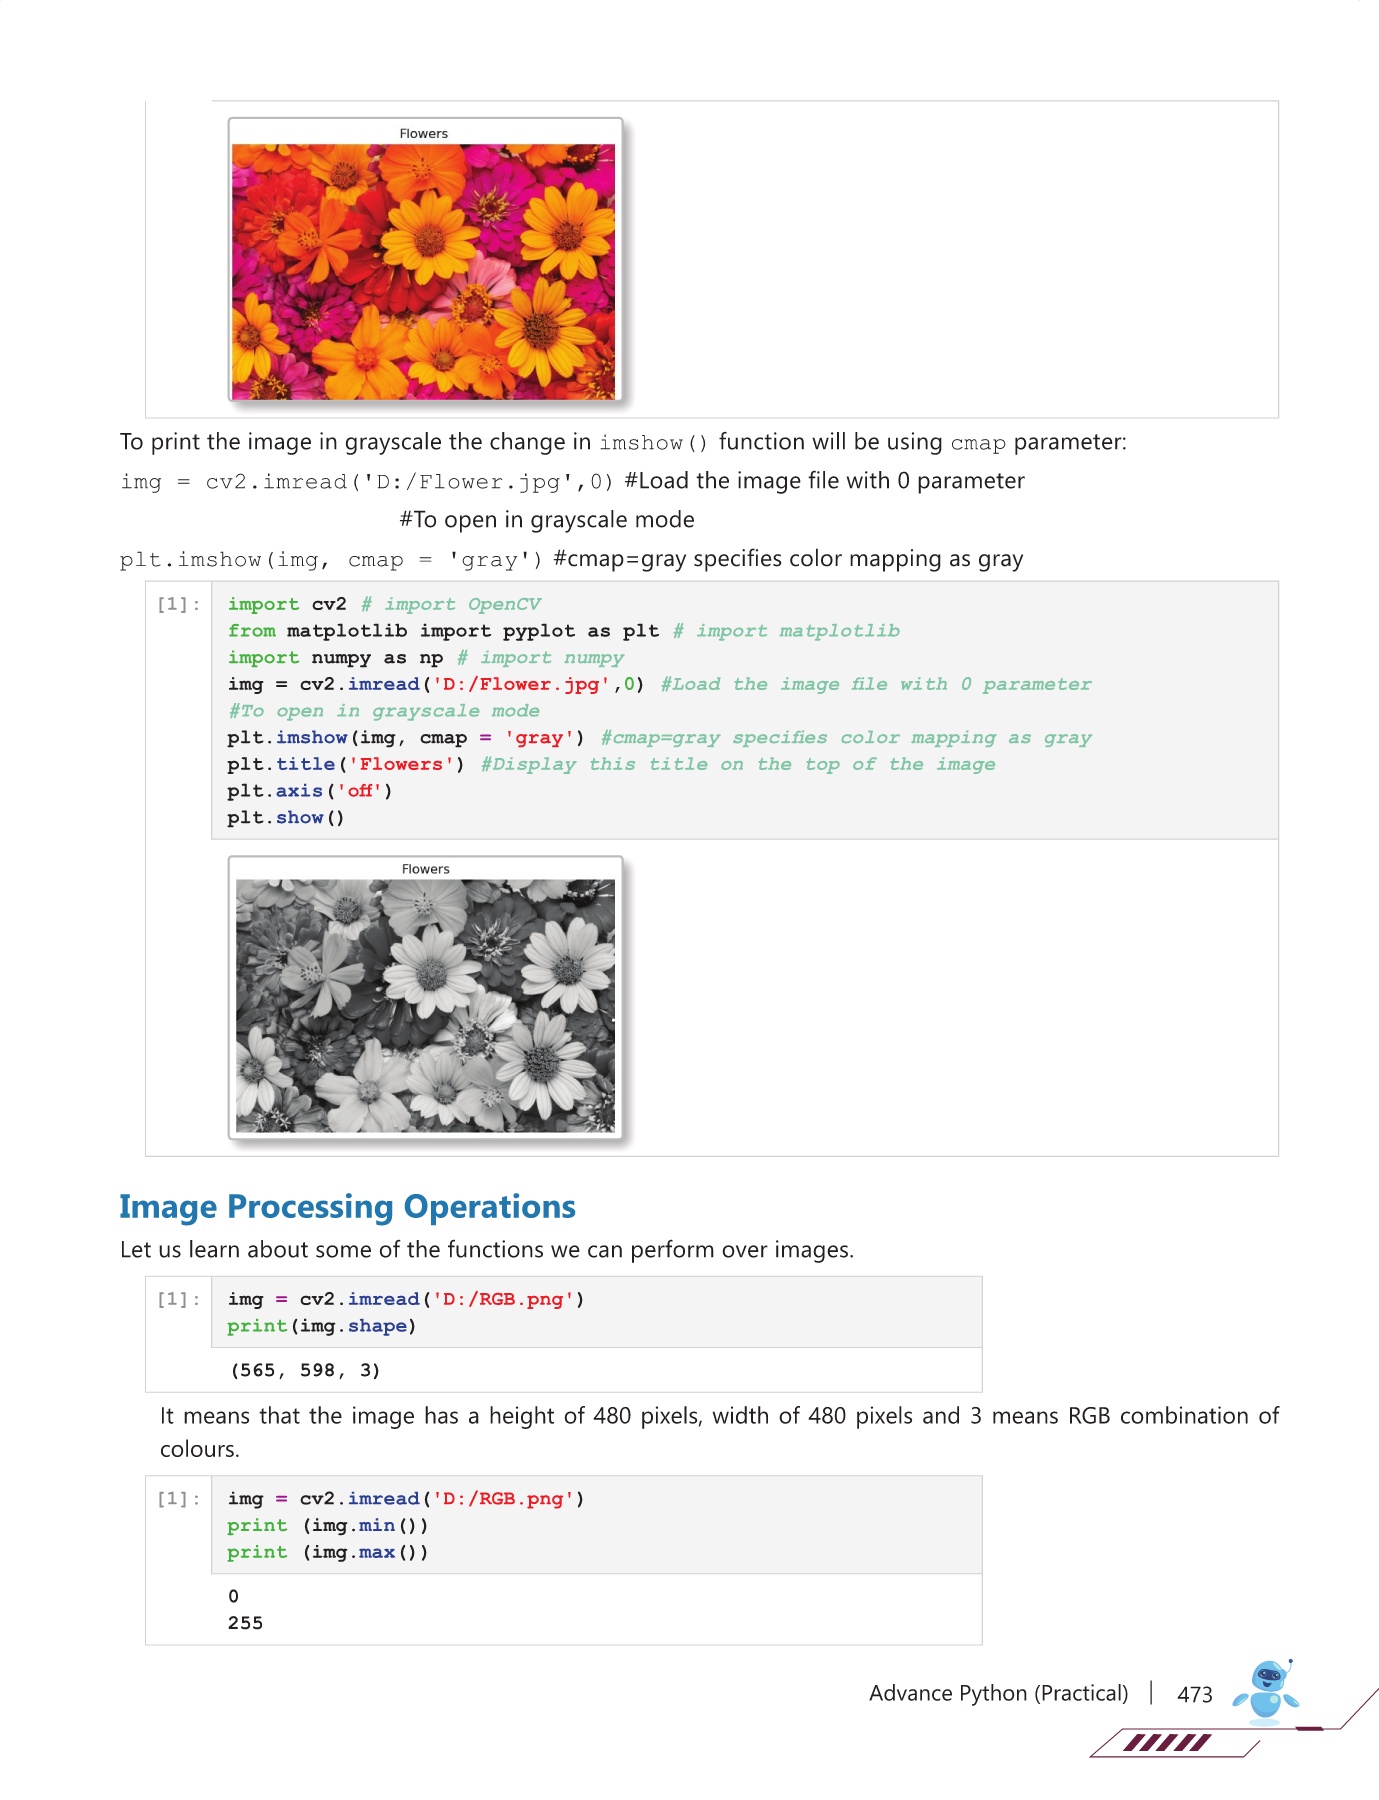 Flowers
To print the image in grayscale the change in imshow() function will be using cmap parameter:
img = cv2.imread('D:/Flower.jpg',0) #Load the image file with 0 parameter
#To open in grayscale mode
plt.imshow(img, cmap = 'gray') #cmap=gray specifies color mapping as gray
[1]: import cv2 # import OpenCV
from matplotlib import pyplot as plt # import matplotlib
import numpy as np # import numpy
img = cv2.imread('D:/Flower.jpg',0) #Load the image file with 0 parameter
#To open in grayscale mode
plt.imshow(img, cmap = 'gray') #cmap=gray specifies color mapping as gray
plt.title('Flowers') #Display this title on the top of the image
plt.axis('off')
plt.show()
Flowers
Image Processing Operations
Let us learn about some of the functions we can perform over images.
[1]: img = cv2.imread('D:/RGB.png')
print(img.shape)
(565, 598, 3)
It means that the image has a height of 480 pixels, width of 480 pixels and 3 means RGB combination of
colours.
[1]: img = cv2.imread('D:/RGB.png')
print (img.min())
print (img.max())
0
255
Advance Python (Practical) | 473